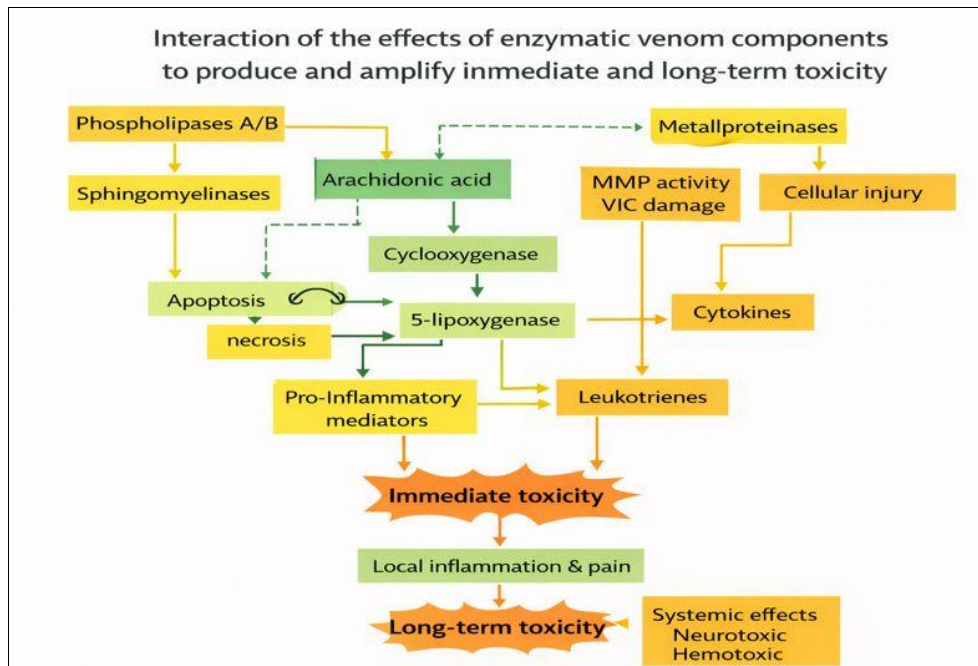 Interaction of the effects of enzymatic venom components
to produce and amplify inmmediate and long-term toxicity
Phospholipases A/B
Metallproteinases
Sphingomyelinases
Arachidonic acid
MMP activity
VIC damage
Cellular injury
Cyclooxygenase
Apoptosis
5-lipoxygenase
Cytokines
necrosis
Pro-Inflammatory
mediators
Leukotrienes
Immediate toxicity
Local inflammation & pain
Long-term toxicity
Systemic effects
Neurotoxic
Hemotoxic